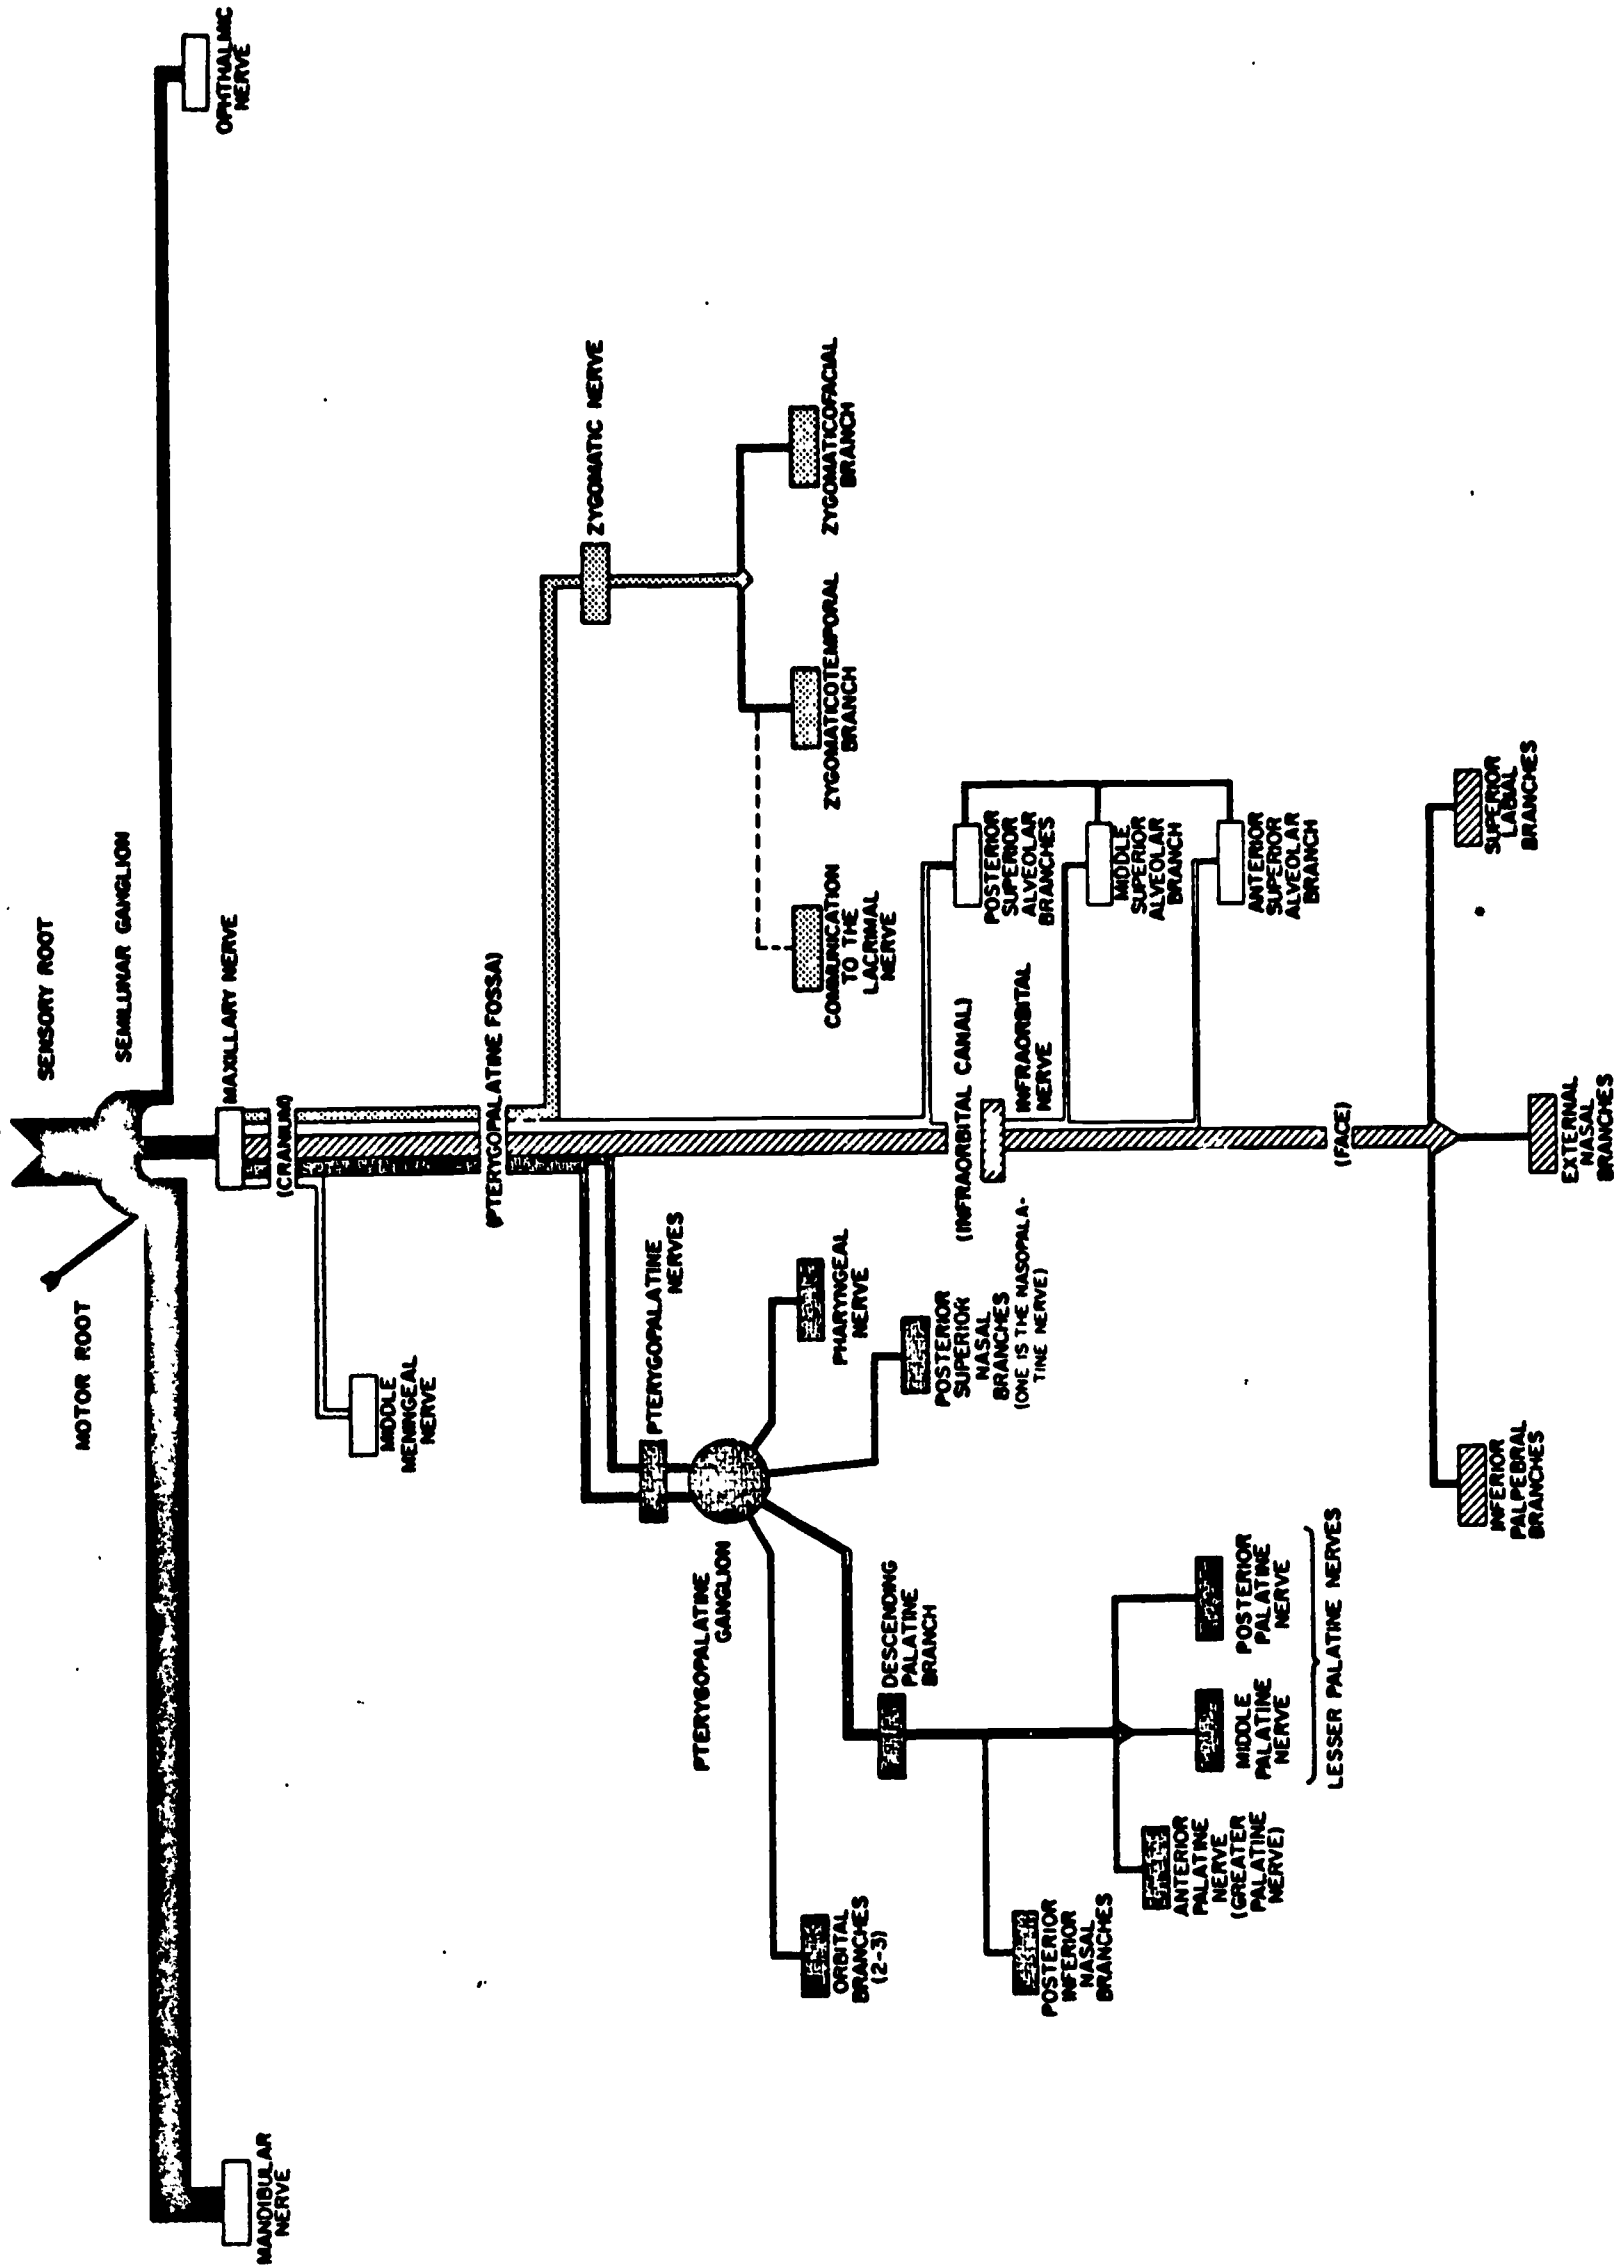 SENSORY ROOT
MOTOR ROOT
SEMILUNAR GANGLION
OPHTHALMIC
NERVE
MAXILLARY NERVE
MANDIBULAR
NERVE
(CRANIUM)
MIDDLE
MENINGEAL
NERVE
(PTERYGOPALATINE FOSSA)
ZYGOMATIC NERVE
PTERYGOPALATINE
NERVES
PTERYGOPALATINE
GANGLION
ZYGOMATICOFACIAL
BRANCH
ZYGOMATICOTEMPORAL
BRANCH
COMMUNICATION
TO THE
LACRIMAL
NERVE
PHARYNGEAL
NERVE
ORBITAL
BRANCHES
(2-3)
DESCENDING
PALATINE
BRANCH
POSTERIOR
SUPERIOR
NASAL
BRANCHES
(ONE IS THE NASOPALA-
TINE NERVE)
(INFRAORBITAL CANAL)
INFRAORBITAL
NERVE
POSTERIOR
SUPERIOR
ALVEOLAR
BRANCHES
MIDDLE
SUPERIOR
ALVEOLAR
BRANCH
ANTERIOR
SUPERIOR
ALVEOLAR
BRANCH
POSTERIOR
INFERIOR
NASAL
BRANCHES
ANTERIOR
PALATINE
NERVE
(GREATER
PALATINE
NERVE)
MIDDLE
PALATINE
NERVE
POSTERIOR
PALATINE
NERVE
LESSER PALATINE NERVES
(FACE)
INFERIOR
PALPEBRAL
BRANCHES
EXTERNAL
NASAL
BRANCHES
SUPERIOR
LABIAL
BRANCHES